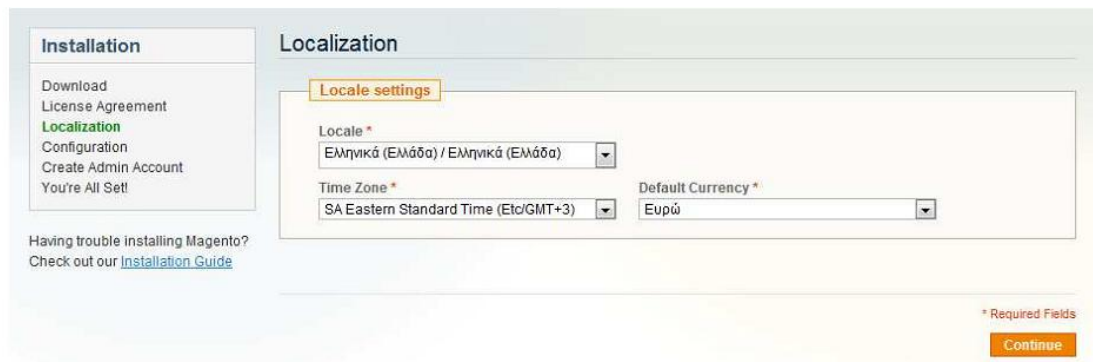 Installation
Download
License Agreement
Localization
Configuration
Create Admin Account
You're All Set!
Having trouble installing Magento?
Check out our Installation Guide
Localization
Locale settings
Locale *
Ελληνικά (Ελλάδα) / Ελληνικά (Ελλάδα)
Time Zone *
SA Eastern Standard Time (Etc/GMT+3)
Default Currency *
Ευρώ
* Required Fields
Continue